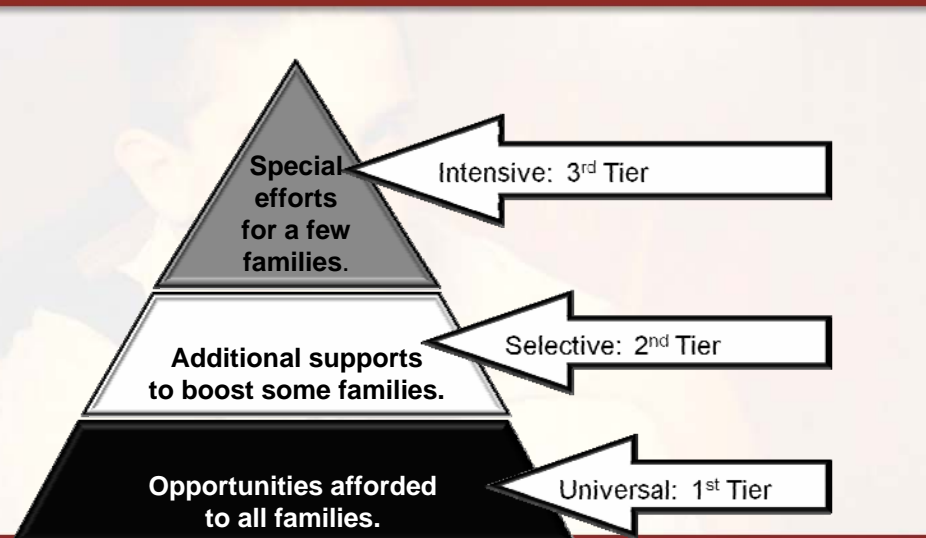 Special
efforts
for a few
families.
Intensive: 3rd Tier
Additional supports
to boost some families.
Selective: 2nd Tier
Opportunities afforded
to all families.
Universal: 1st Tier